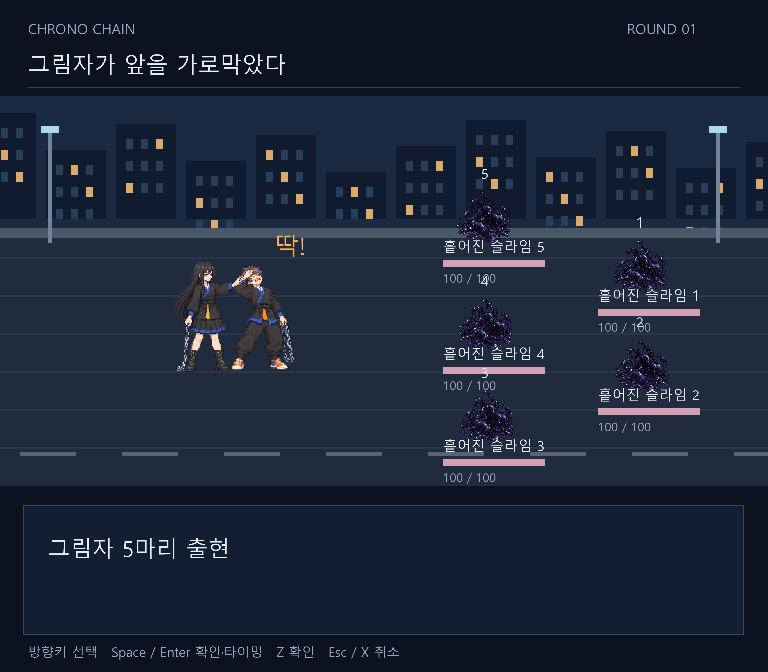 CHRONO CHAIN
ROUND 01
그림자가 앞을 가로막았다
딱!
5
흩어진 슬라임 5
100 / 100
1
흩어진 슬라임 1
100 / 100
4
흩어진 슬라임 4
100 / 100
2
흩어진 슬라임 2
100 / 100
3
흩어진 슬라임 3
100 / 100
그림자 5마리 출현
방향키 선택 Space / Enter 확인·타이밍 Z 확인 Esc / X 취소